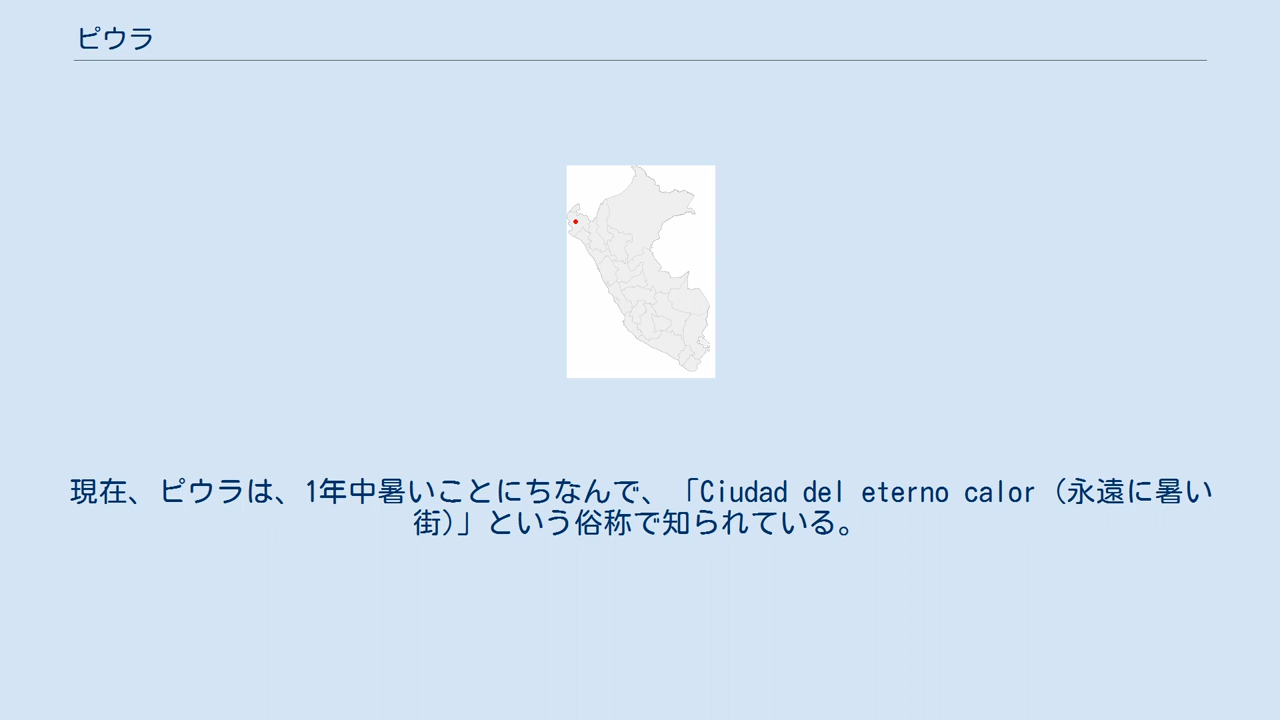 ピウラ
現在、ピウラは、1年中暑いことにちなんで、「Ciudad del eterno calor (永遠に暑い
街)」という俗称で知られている。